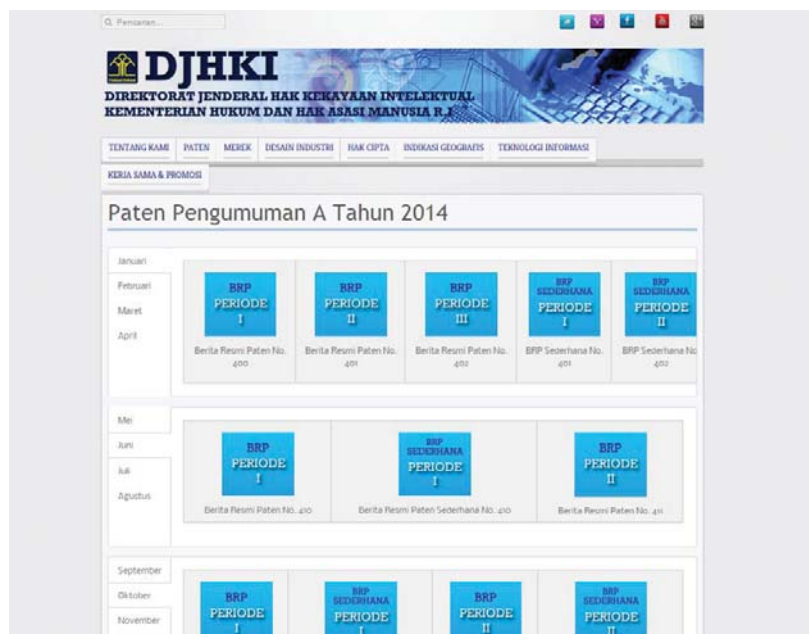 Pencarian...
DJHKI
DIREKTORAT JENDERAL HAK KEKAYAAN INTELEKTUAL
KEMENTERIAN HUKUM DAN HAK ASASI MANUSIA R.I
TENTANG KAMI PATEN MEREK DESAIN INDUSTRI HAK CIPTA INDIKASI GEOGRAFIS TEKNOLOGI INFORMASI
KERJA SAMA & PROMOSI
Paten Pengumuman A Tahun 2014
Januari
Februari
Maret
April
BRP PERIODE I
Berita Resmi Paten No. 400
BRP PERIODE II
Berita Resmi Paten No. 401
BRP PERIODE III
Berita Resmi Paten No. 402
BRP SEDERHANA PERIODE I
BRP Sederhana No. 401
BRP SEDERHANA PERIODE II
BRP Sederhana No. 402
Mei
Juni
Juli
Agustus
BRP PERIODE I
Berita Resmi Paten No. 410
BRP SEDERHANA PERIODE I
Berita Resmi Paten Sederhana No. 410
BRP PERIODE II
Berita Resmi Paten No. 411
September
Oktober
November
BRP PERIODE I
BRP SEDERHANA PERIODE I
BRP PERIODE II
BRP SEDERHANA PERIODE II